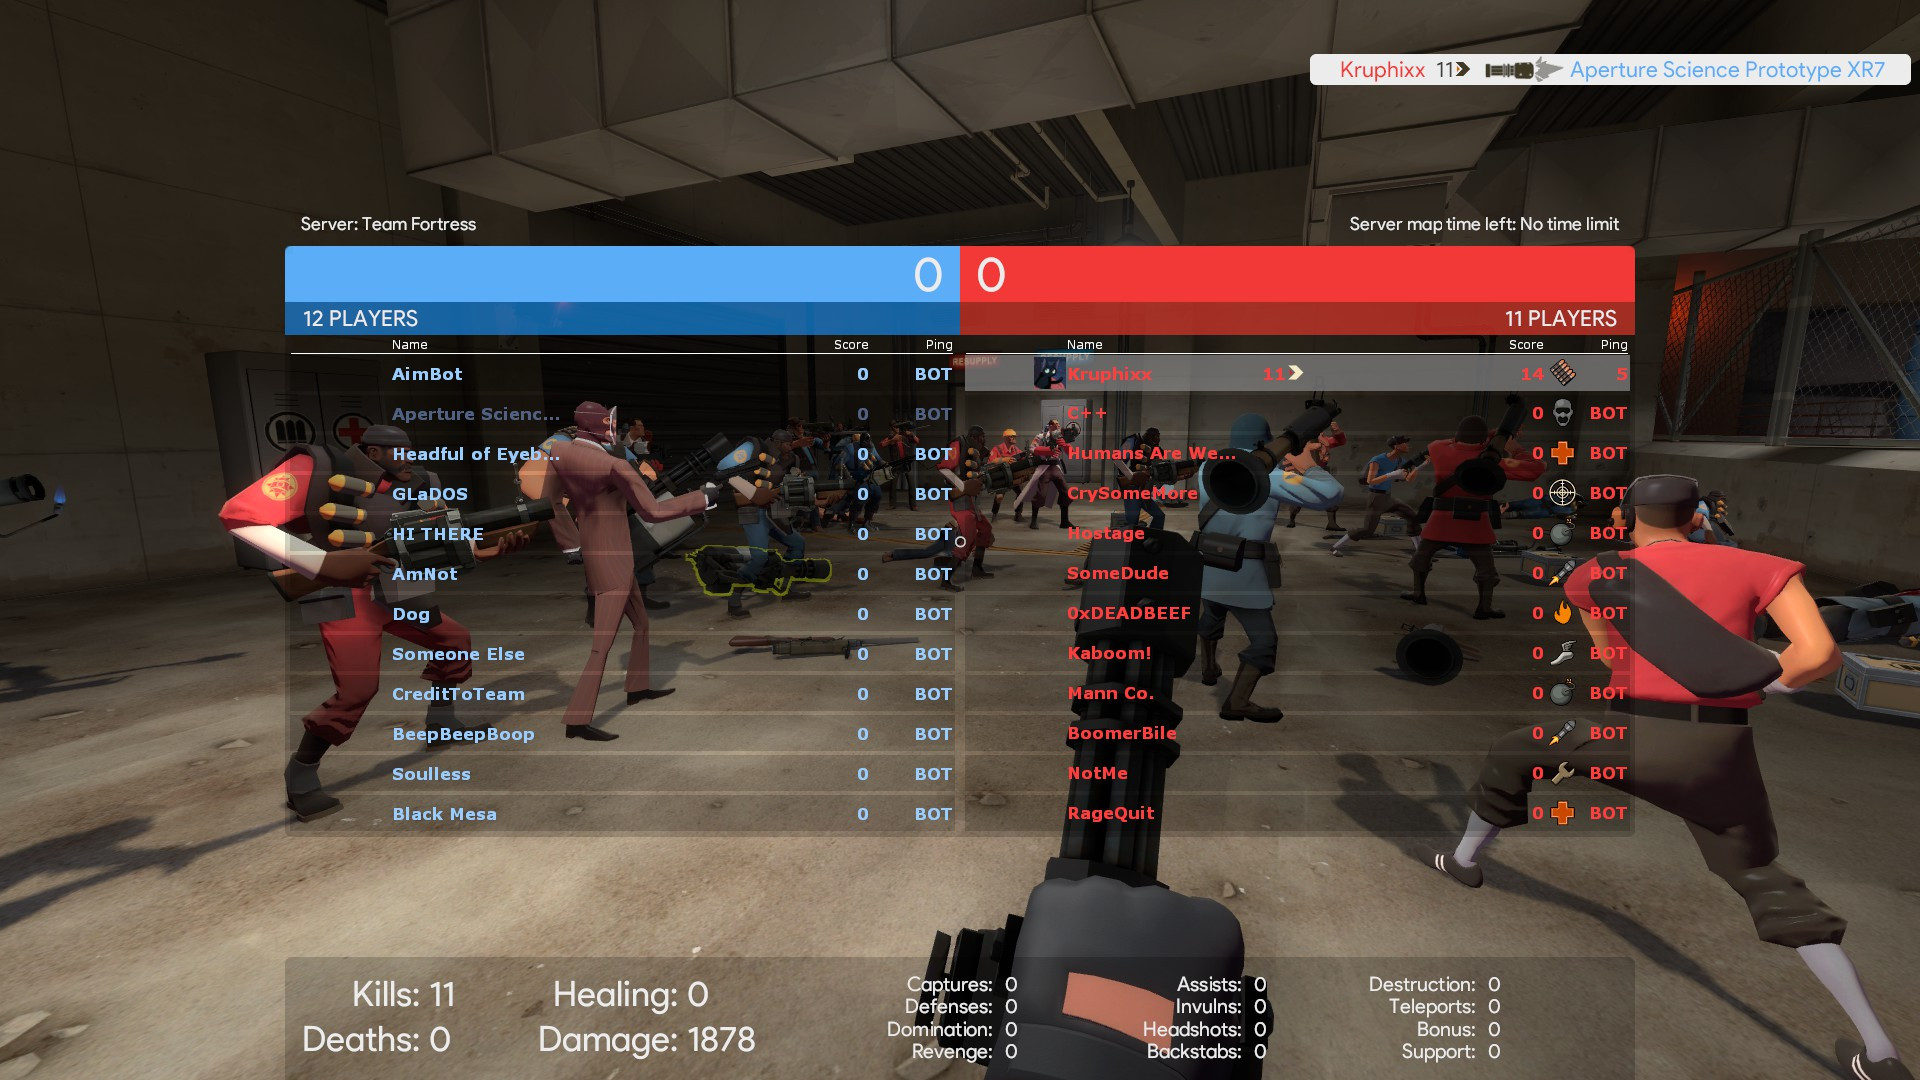 Kruphixx 11 Aperture Science Prototype XR7
Server: Team Fortress
Server map time left: No time limit
0 0
12 PLAYERS
11 PLAYERS
Name Score Ping
Name Score Ping
AimBot 0 BOT
Aperture Scienc... 0 BOT
Headful of Eyeb... 0 BOT
GLaDOS 0 BOT
HI THERE 0 BOT
AmNot 0 BOT
Dog 0 BOT
Someone Else 0 BOT
CreditToTeam 0 BOT
BeepBeepBoop 0 BOT
Soulless 0 BOT
Black Mesa 0 BOT
RESUPPLY
RESUPPLY
Kruphixx 11 14 5
C++ 0 BOT
Humans Are We... 0 BOT
CrySomeMore 0 BOT
Hostage 0 BOT
SomeDude 0 BOT
0xDEADBEEF 0 BOT
Kaboom! 0 BOT
Mann Co. 0 BOT
BoomerBile 0 BOT
NotMe 0 BOT
RageQuit 0 BOT
Kills: 11
Deaths: 0
Healing: 0
Damage: 1878
Captures: 0
Defenses: 0
Domination: 0
Revenge: 0
Assists: 0
Invulns: 0
Headshots: 0
Backstabs: 0
Destruction: 0
Teleports: 0
Bonus: 0
Support: 0